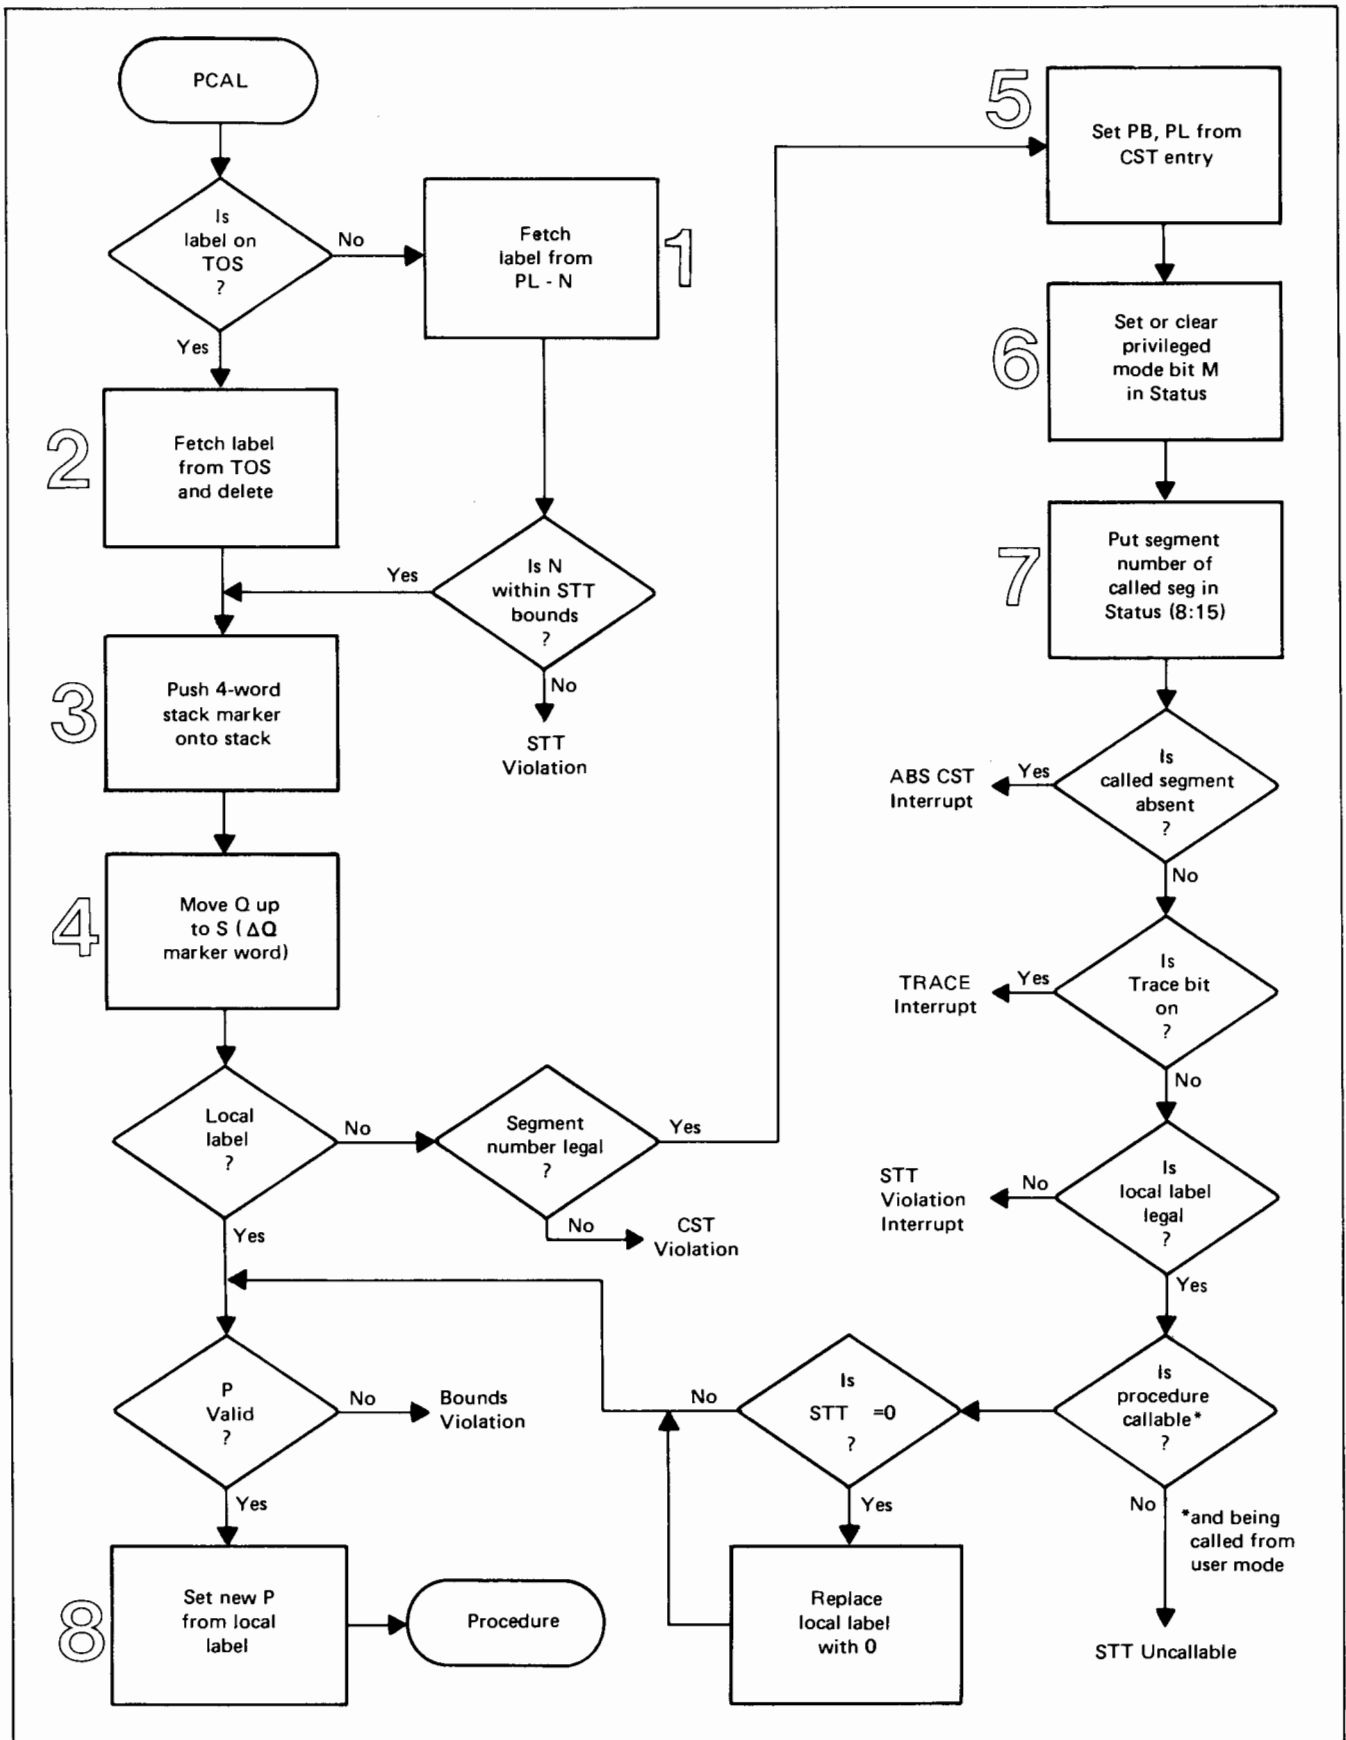 PCAL
Is
label on
TOS
?
No
Yes
Fetch
label from
PL - N
1
2
Fetch label
from TOS
and delete
Is N
within STT
bounds
?
Yes
No
STT
Violation
3
Push 4-word
stack marker
onto stack
4
Move Q up
to S (ΔQ
marker word)
Local
label
?
No
Yes
Segment
number legal
?
Yes
No
CST
Violation
P
Valid
?
No
Bounds
Violation
Yes
8
Set new P
from local
label
Procedure
5
Set PB, PL from
CST entry
6
Set or clear
privileged
mode bit M
in Status
7
Put segment
number of
called seg in
Status (8:15)
Is
called segment
absent
?
Yes
ABS CST
Interrupt
No
Is
Trace bit
on
?
Yes
TRACE
Interrupt
No
Is
local label
legal
?
No
STT
Violation
Interrupt
Yes
Is
procedure
callable*
?
No
*and being
called from
user mode
STT Uncallable
Is
STT =0
?
No
Yes
Replace
local label
with 0